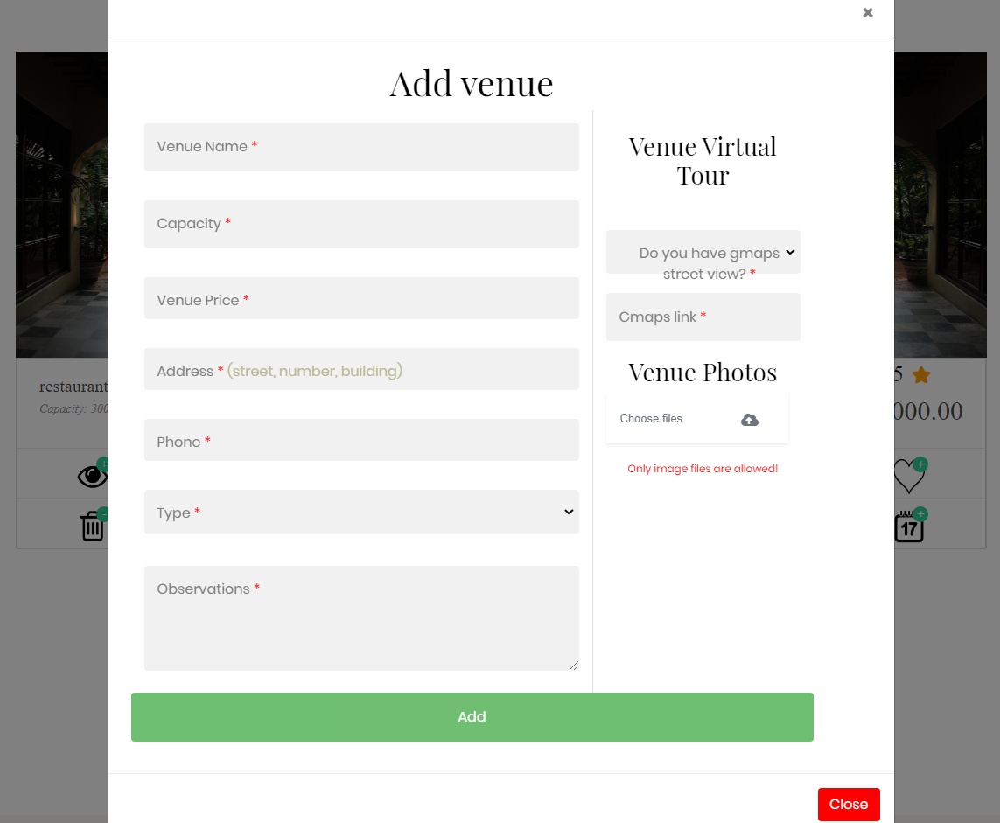 ✖
Add venue
Venue Name *
Capacity *
Venue Price *
Address * (street, number, building)
Phone *
Type *
Observations *
Venue Virtual
Tour
Do you have gmaps
street view? *
Gmaps link *
Venue Photos
Choose files
Only image files are allowed!
Add
Close
restaurant
Capacity: 300
5
000.00
17